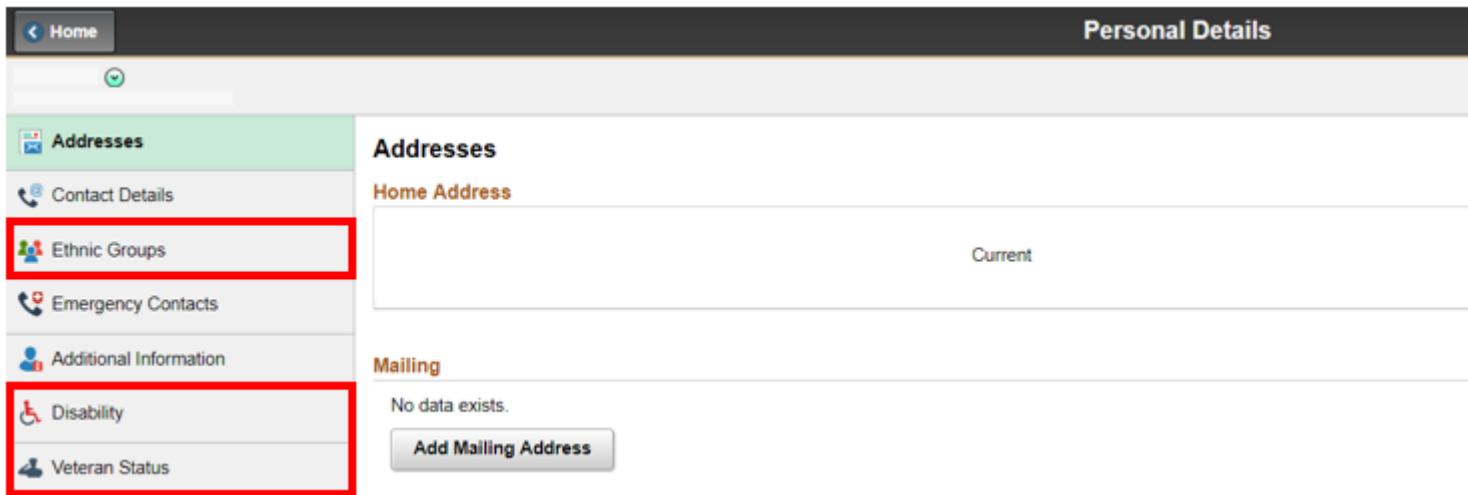 Home
Personal Details
Addresses
Contact Details
Ethnic Groups
Emergency Contacts
Additional Information
Disability
Veteran Status
Addresses
Home Address
Current
Mailing
No data exists.
Add Mailing Address